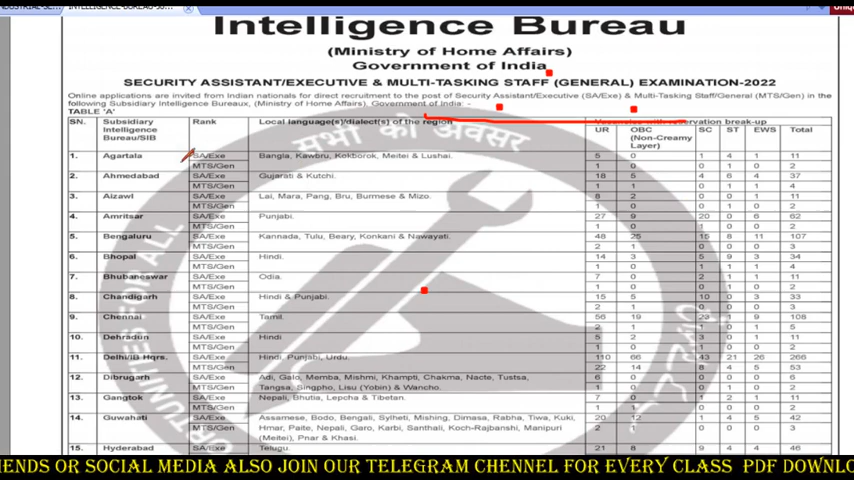 NDUSTRIAL-SE...
INTELLIGENCE-BUREAU-JO...
Intelligence Bureau
(Ministry of Home Affairs)
Government of India
SECURITY ASSISTANT/EXECUTIVE & MULTI-TASKING STAFF (GENERAL) EXAMINATION-2022
Online applications are invited from Indian nationals for direct recruitment to the post of Security Assistant/Executive (SA/Exe) & Multi-Tasking Staff/General (MTS/Gen) in the
following Subsidiary Intelligence Bureaux, (Ministry of Home Affairs), Government of India: -
TABLE 'A'
SN. Subsidiary Intelligence Bureau/SIB Rank Local language(s)/dialect(s) of the region Vacancies with reservation break-up
UR OBC (Non-Creamy Layer) SC ST EWS Total
1. Agartala SA/Exe Bangla, Kawbru, Kokborok, Meitei & Lushai. 5 0 1 4 1 11
MTS/Gen 1 0 0 1 0 2
2. Ahmedabad SA/Exe Gujarati & Kutchi. 18 5 4 6 4 37
MTS/Gen 1 1 1 1 0 4
3. Aizawl SA/Exe Lai, Mara, Pang, Bru, Burmese & Mizo. 8 2 0 0 1 11
MTS/Gen 1 0 0 1 0 2
4. Amritsar SA/Exe Punjabi. 27 9 20 0 6 62
MTS/Gen 1 0 1 0 0 2
5. Bengaluru SA/Exe Kannada, Tulu, Beary, Konkani & Nawayati. 48 25 15 8 11 107
MTS/Gen 2 1 0 0 0 3
6. Bhopal SA/Exe Hindi. 14 3 5 9 3 34
MTS/Gen 1 0 1 1 1 4
7. Bhubaneswar SA/Exe Odia. 7 0 2 1 1 11
MTS/Gen 1 0 0 1 0 2
8. Chandigarh SA/Exe Hindi & Punjabi. 15 5 10 0 3 33
MTS/Gen 2 1 0 0 0 3
9. Chennai SA/Exe Tamil. 56 19 23 1 9 108
MTS/Gen 2 1 1 0 1 5
10. Dehradun SA/Exe Hindi 5 2 3 0 1 11
MTS/Gen 1 0 1 0 0 2
11. Delhi/IB Hqrs. SA/Exe Hindi, Punjabi, Urdu. 110 66 43 21 26 266
MTS/Gen 22 14 8 4 5 53
12. Dibrugarh SA/Exe Adi, Galo, Memba, Mishmi, Khampti, Chakma, Nacte, Tustsa, 6 0 0 0 0 6
MTS/Gen Tangsa, Singpho, Lisu (Yobin) & Wancho. 1 0 0 1 0 2
13. Gangtok SA/Exe Nepali, Bhutia, Lepcha & Tibetan. 7 0 1 2 1 11
MTS/Gen 1 1 0 0 0 2
14. Guwahati SA/Exe Assamese, Bodo, Bengali, Sylheti, Mishing, Dimasa, Rabha, Tiwa, Kuki, 20 12 1 4 5 42
MTS/Gen Hmar, Paite, Nepali, Garo, Karbi, Santhali, Koch-Rajbanshi, Manipuri 2 1 0 0 0 3
(Meitei), Pnar & Khasi.
15. Hyderabad SA/Exe Telugu. 21 8 9 4 4 46
सभी का अवसर
OPPORTUNITIES FOR ALL
IENDS OR SOCIAL MEDIA ALSO JOIN OUR TELEGRAM CHANNEL FOR EVERY CLASS PDF DOWNLO